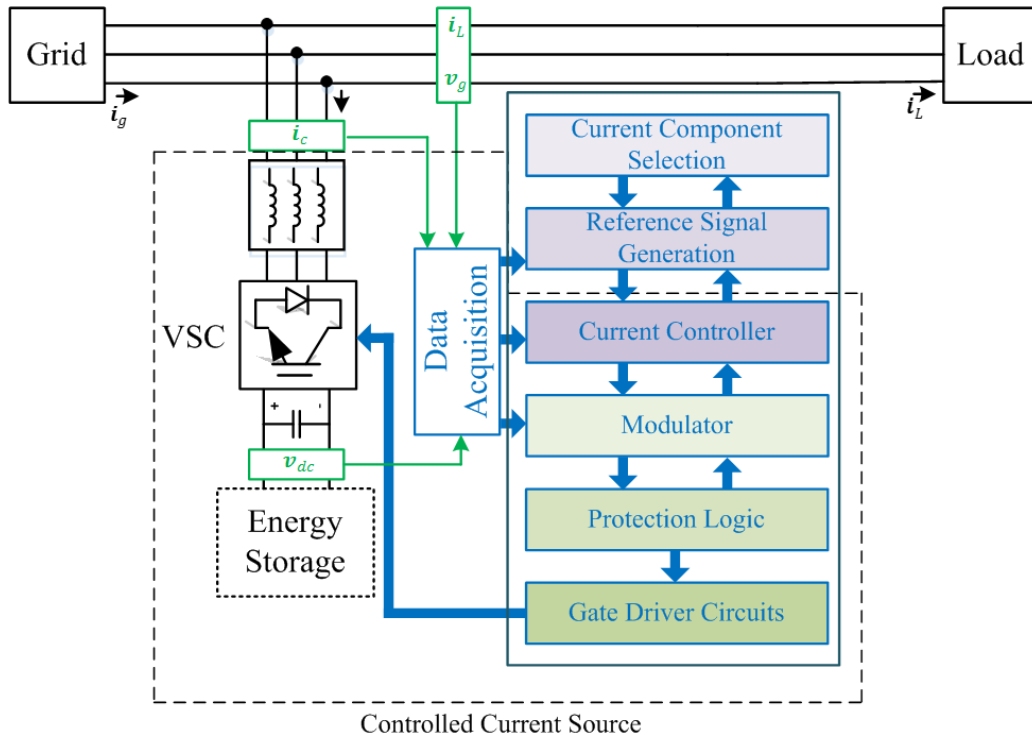 Grid
i_L
v_g
Load
i_g
i_L
i_c
Current Component
Selection
Reference Signal
Generation
VSC
Data
Acquisition
Current Controller
+
-
Modulator
v_dc
Energy
Storage
Protection Logic
Gate Driver Circuits
Controlled Current Source